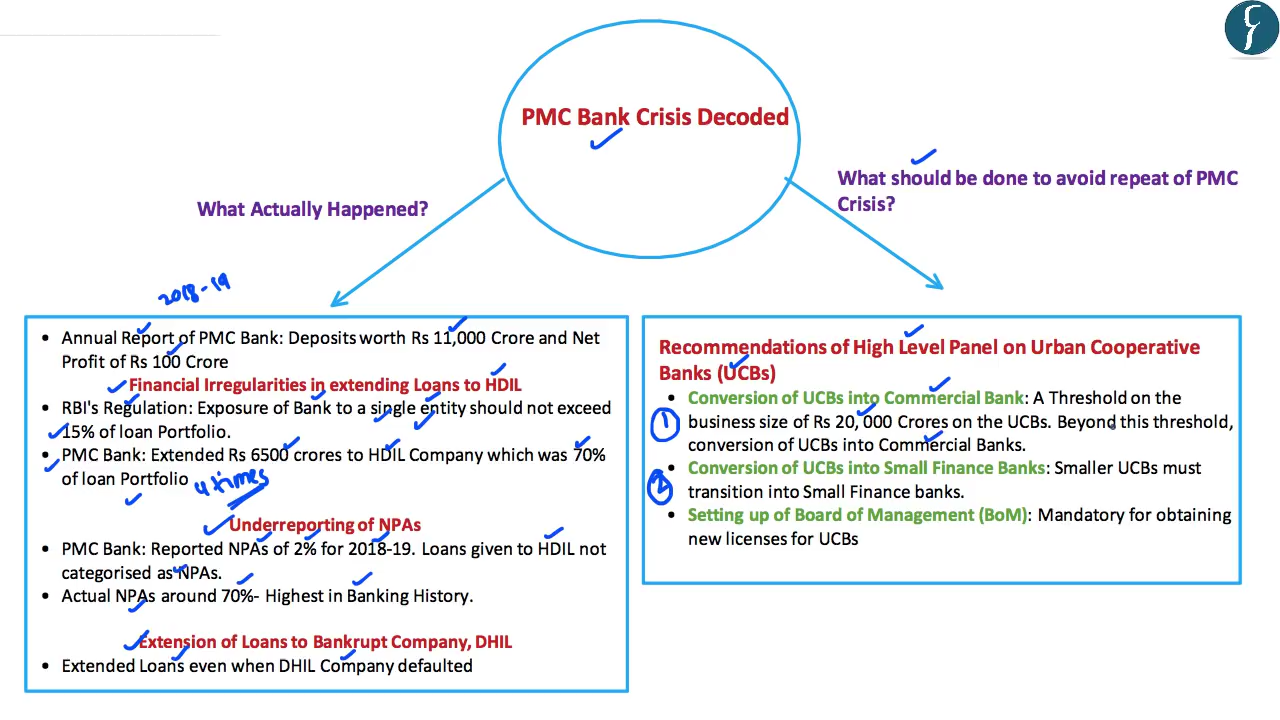 PMC Bank Crisis Decoded
What Actually Happened?
What should be done to avoid repeat of PMC
Crisis?
2018-19
• Annual Report of PMC Bank: Deposits worth Rs 11,000 Crore and Net
Profit of Rs 100 Crore
Financial Irregularities in extending Loans to HDIL
• RBI's Regulation: Exposure of Bank to a single entity should not exceed
15% of loan Portfolio.
• PMC Bank: Extended Rs 6500 crores to HDIL Company which was 70%
of loan Portfolio
4 times
Underreporting of NPAs
• PMC Bank: Reported NPAs of 2% for 2018-19. Loans given to HDIL not
categorised as NPAs.
• Actual NPAs around 70%- Highest in Banking History.
Extension of Loans to Bankrupt Company, DHIL
• Extended Loans even when DHIL Company defaulted
Recommendations of High Level Panel on Urban Cooperative
Banks (UCBs)
• Conversion of UCBs into Commercial Bank: A Threshold on the
1 business size of Rs 20, 000 Crores on the UCBs. Beyond this threshold,
conversion of UCBs into Commercial Banks.
• Conversion of UCBs into Small Finance Banks: Smaller UCBs must
2 transition into Small Finance banks.
• Setting up of Board of Management (BoM): Mandatory for obtaining
new licenses for UCBs